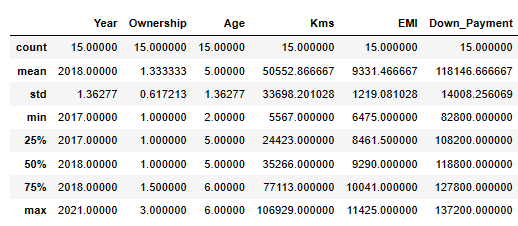 Year Ownership Age Kms EMI Down_Payment
count 15.00000 15.000000 15.00000 15.000000 15.000000 15.000000
mean 2018.00000 1.333333 5.00000 50552.866667 9331.466667 118146.666667
std 1.36277 0.617213 1.36277 33698.201028 1219.081028 14008.256069
min 2017.00000 1.000000 2.00000 5567.000000 6475.000000 82800.000000
25% 2017.00000 1.000000 5.00000 24423.000000 8461.500000 108200.000000
50% 2018.00000 1.000000 5.00000 35266.000000 9290.000000 118800.000000
75% 2018.00000 1.500000 6.00000 77113.000000 10041.000000 127800.000000
max 2021.00000 3.000000 6.00000 106929.000000 11425.000000 137200.000000